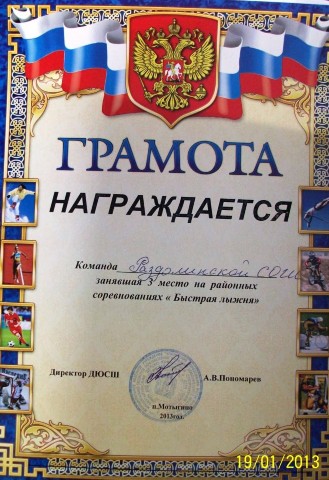 ГРАМОТА
НАГРАЖДАЕТСЯ
Команда Раздолинской СОШ
занявшая 3 место на районных
соревнованиях « Быстрая лыжня»
Директор ДЮСШ А.В.Пономарев
п.Мотыгино
2013год.
19/01/2013